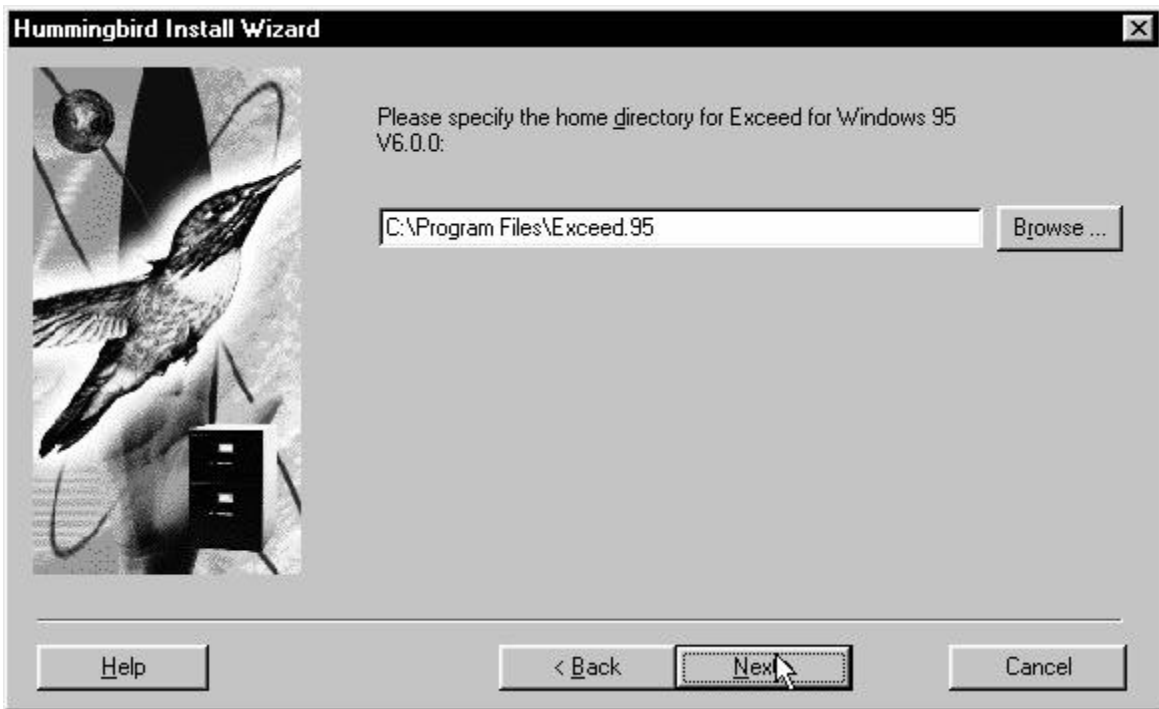 Hummingbird Install Wizard
Please specify the home directory for Exceed for Windows 95
V6.0.0:
C:\Program Files\Exceed.95
Browse ...
Help
< Back
Cancel